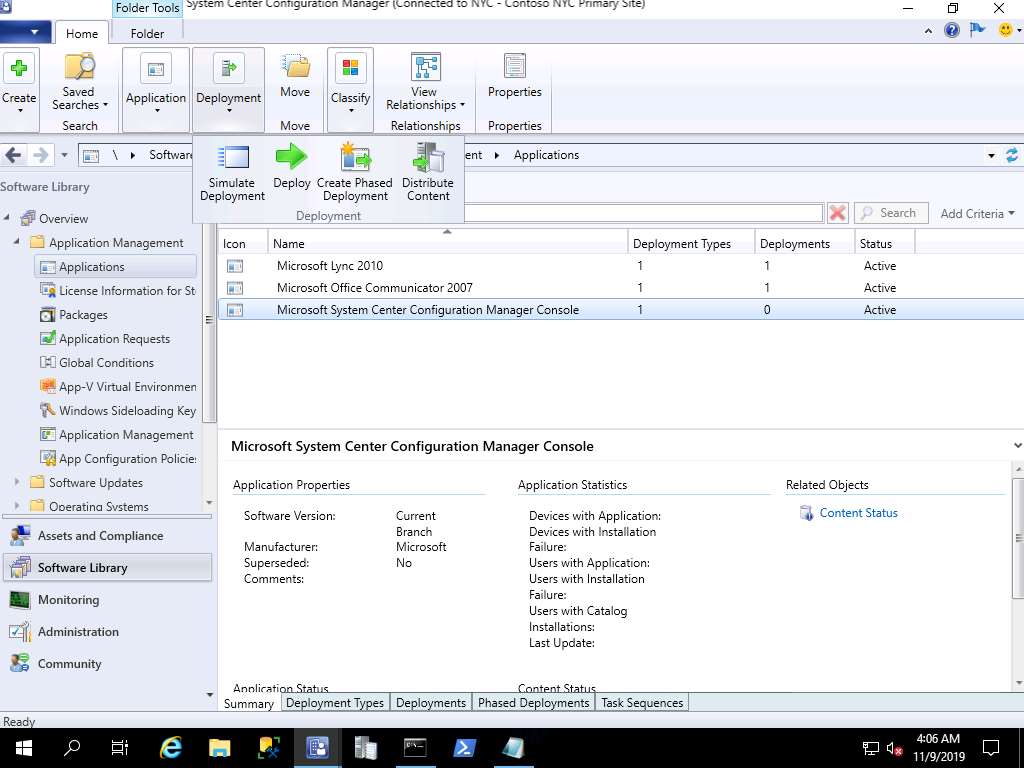 Folder Tools
System Center Configuration Manager (Connected to NYC - Contoso NYC Primary Site)
Home
Folder
Create
Saved
Searches
Search
Application
Deployment
Move
Move
Classify
View
Relationships
Relationships
Properties
Properties
\
Software
ent
Applications
Simulate
Deployment
Deploy
Create Phased
Deployment
Distribute
Content
Deployment
Software Library
Search
Add Criteria
Overview
Application Management
Applications
License Information for St
Packages
Application Requests
Global Conditions
App-V Virtual Environmen
Windows Sideloading Key
Application Management
App Configuration Policie
Software Updates
Operating Systems
Icon Name Deployment Types Deployments Status
Microsoft Lync 2010 1 1 Active
Microsoft Office Communicator 2007 1 1 Active
Microsoft System Center Configuration Manager Console 1 0 Active
Assets and Compliance
Software Library
Monitoring
Administration
Community
Microsoft System Center Configuration Manager Console
Application Properties
Software Version: Current
Branch
Manufacturer: Microsoft
Superseded: No
Comments:
Application Statistics
Devices with Application:
Devices with Installation
Failure:
Users with Application:
Users with Installation
Failure:
Users with Catalog
Installations:
Last Update:
Related Objects
Content Status
Application Status
Content Status
Summary Deployment Types Deployments Phased Deployments Task Sequences
Ready
4:06 AM
11/9/2019